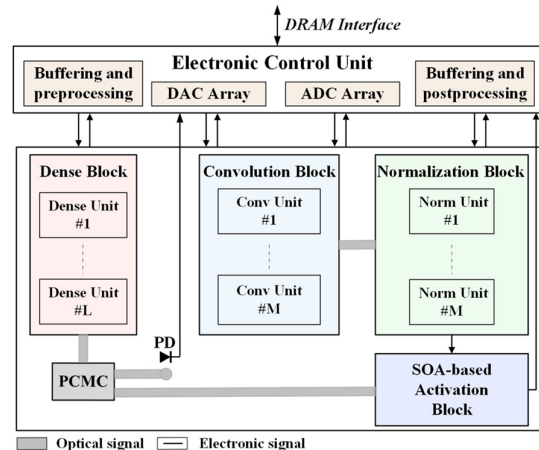 DRAM Interface
Electronic Control Unit
Buffering and
preprocessing
DAC Array
ADC Array
Buffering and
postprocessing
Dense Block
Dense Unit
#1
Dense Unit
#L
Convolution Block
Conv Unit
#1
Conv Unit
#M
Normalization Block
Norm Unit
#1
Norm Unit
#M
PD
PCMC
SOA-based
Activation
Block
Optical signal
Electronic signal